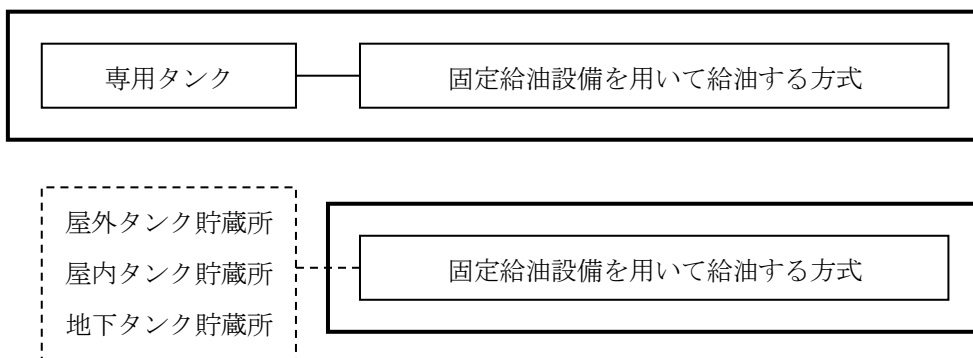 専用タンク
固定給油設備を用いて給油する方式
屋外タンク貯蔵所
屋内タンク貯蔵所
固定給油設備を用いて給油する方式
地下タンク貯蔵所